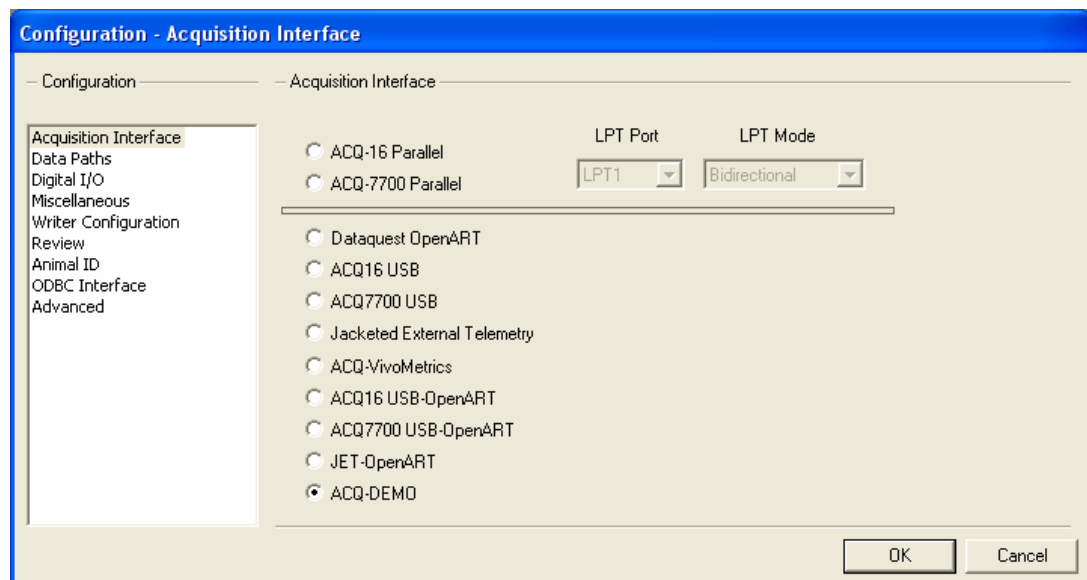 Configuration - Acquisition Interface
Configuration
Acquisition Interface
Data Paths
Digital I/O
Miscellaneous
Writer Configuration
Review
Animal ID
ODBC Interface
Advanced
Acquisition Interface
LPT Port
LPT Mode
ACQ-16 Parallel
ACQ-7700 Parallel
LPT1
Bidirectional
Dataquest OpenART
ACQ16 USB
ACQ7700 USB
Jacketed External Telemetry
ACQ-VivoMetrics
ACQ16 USB-OpenART
ACQ7700 USB-OpenART
JET-OpenART
ACQ-DEMO
OK
Cancel